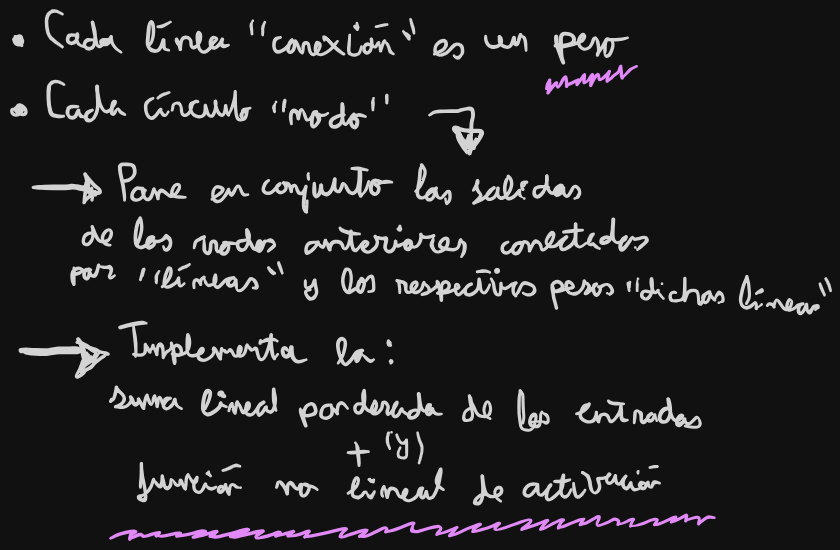 • Cada línea "conexión" es un peso
• Cada círculo "nodo"
→ Pone en conjunto las salidas
de los nodos anteriores conectados
por "líneas" y los respectivos pesos "dichas líneas"
→ Implementa la:
suma lineal ponderada de las entradas
+ (y)
función no lineal de activación